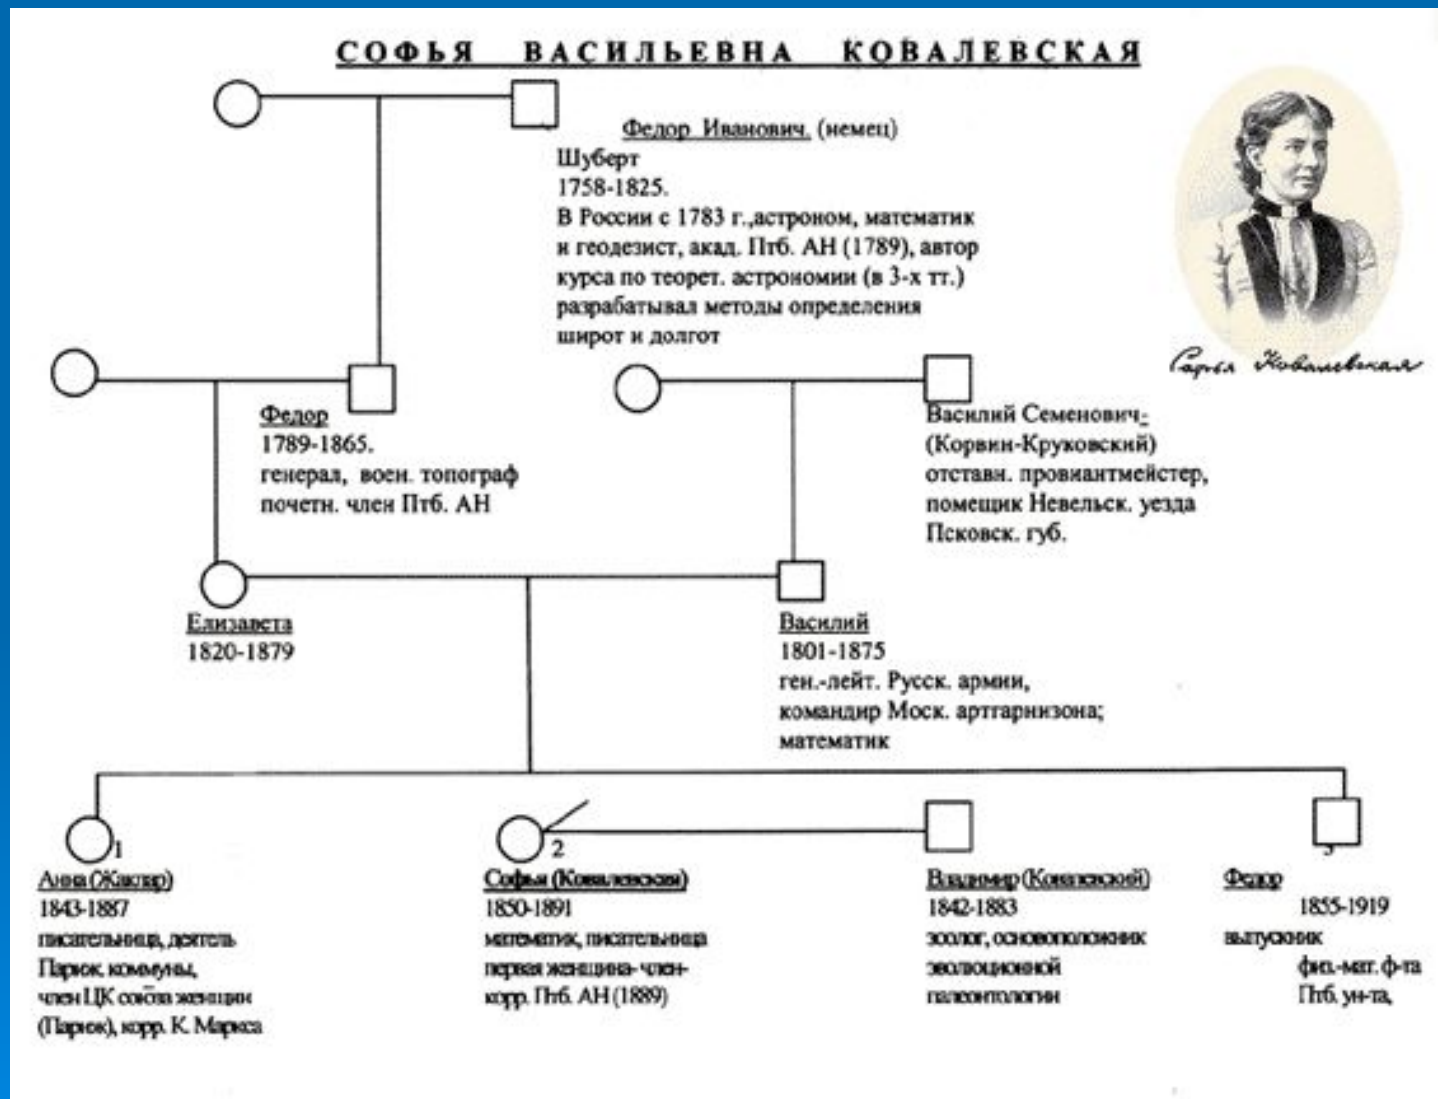 СОФЬЯ ВАСИЛЬЕВНА КОВАЛЕВСКАЯ
Федор Иванович. (немец)
Шуберт
1758-1825.
В России с 1783 г.,астроном, математик
и геодезист, акад. Птб. АН (1789), автор
курса по теорет. астрономии (в 3-х тт.)
разрабатывал методы определения
широт и долгот
Софья Ковалевская
Федор
1789-1865.
генерал, воен. топограф
почетн. член Птб. АН
Василий Семенович-
(Корвин-Круковский)
отставн. провиантмейстер,
помещик Невельск. уезда
Псковск. губ.
Елизавета
1820-1879
Василий
1801-1875
ген.-лейт. Русск. армии,
командир Моск. артгарнизона;
математик
1
Анна (Жаклар)
1843-1887
писательница, деятель
Париж. коммуны,
член ЦК союза женщин
(Париж), корр. К. Маркса
2
Софья (Ковалевская)
1850-1891
математик, писательница
первая женщина- член-
корр. Птб. АН (1889)
Владимир (Ковалевский)
1842-1883
зоолог, основоположник
эволюционной
палеонтологии
3
Федор
1855-1919
выпускник
физ.-мат. ф-та
Птб. ун-та,